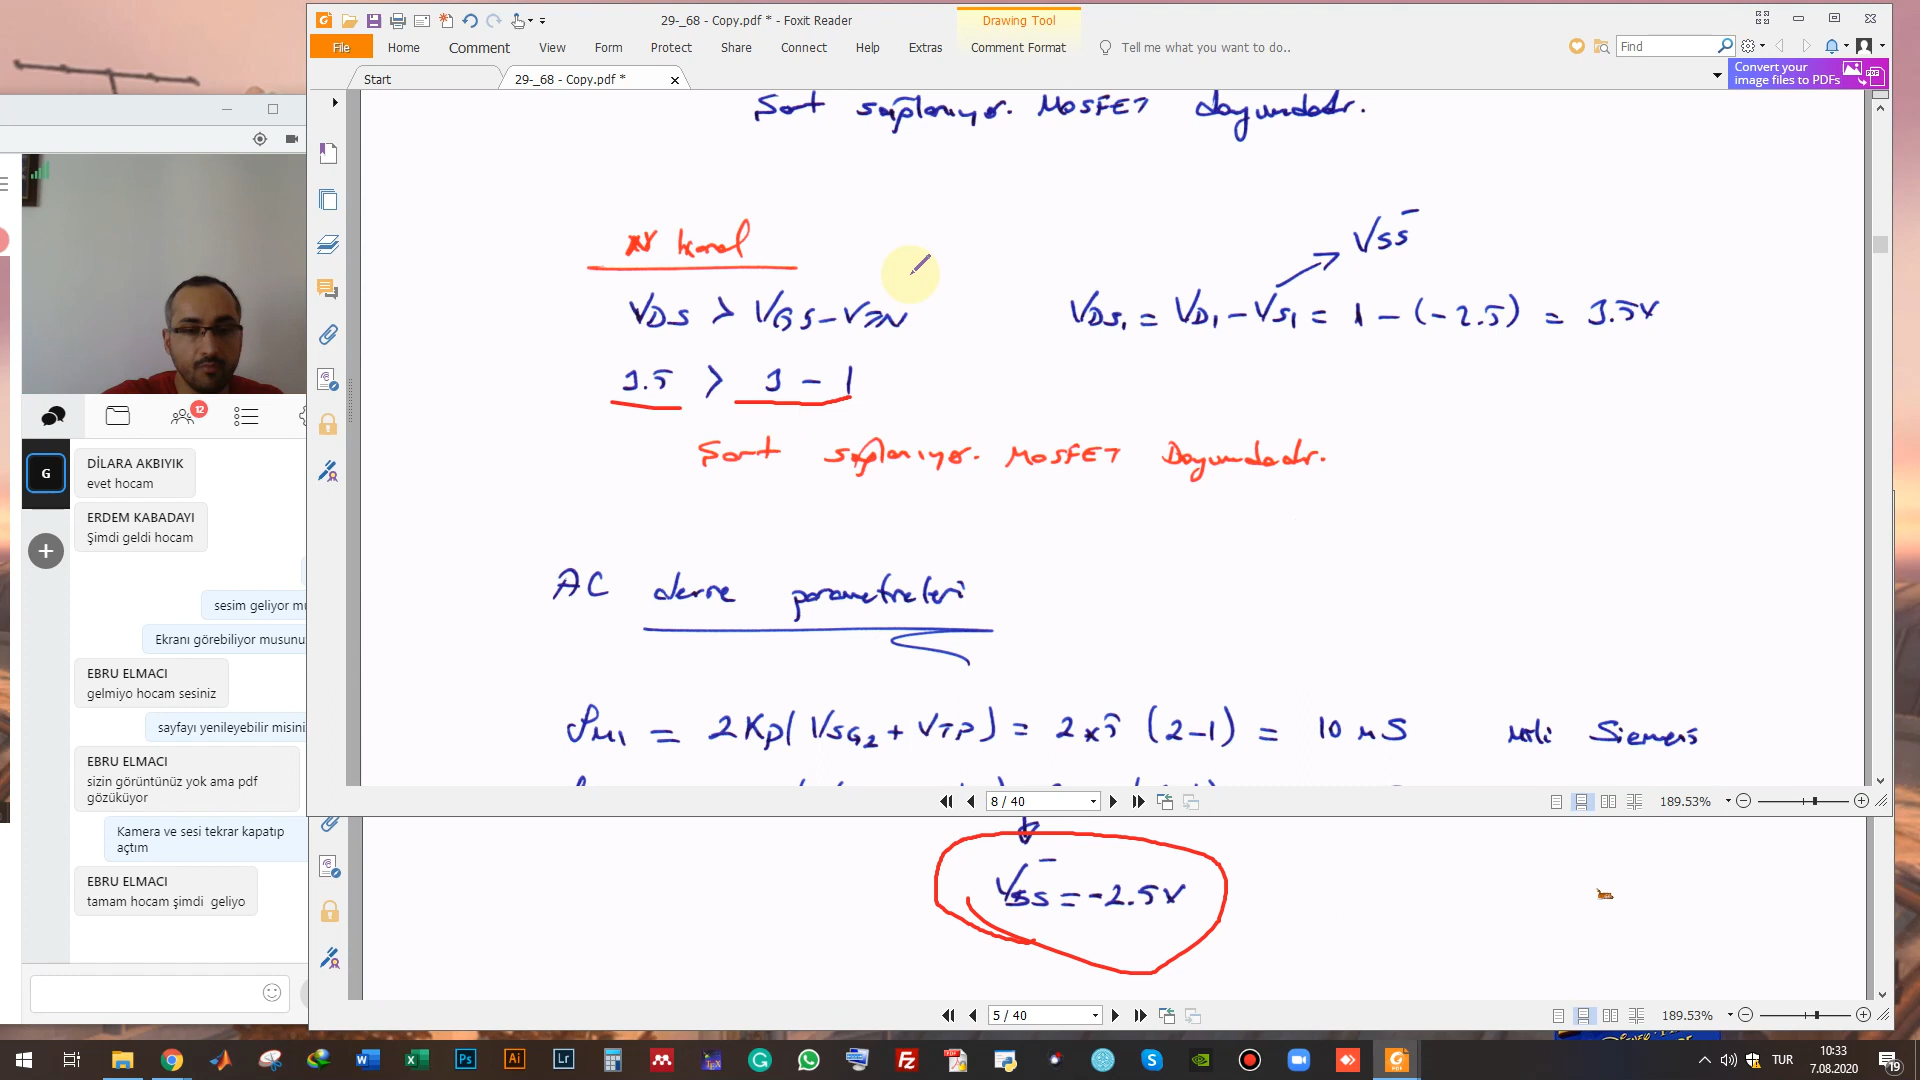 29-_68 - Copy.pdf * - Foxit Reader
Drawing Tool
File
Home
Comment
View
Form
Protect
Share
Connect
Help
Extras
Comment Format
Tell me what you want to do..
Find
Start
29-_68 - Copy.pdf *
Convert your
image files to PDFs
Şart sağlanıyor. MOSFET doyumdadır.
N kanal
VDS > VGS - VTN
3.5 > 3 - 1
VSS⁻
VDS1 = VD1 - VS1 = 1 - (-2.5) = 3.5V
Şart sağlanıyor. MOSFET Doyumdadır.
AC devre parametreleri
gm1 = 2Kp(VSG2 + VTP) = 2x5 (2-1) = 10 mS mili Siemens
8 / 40
189.53%
VSS⁻ = -2.5V
5 / 40
189.53%
12
G
DİLARA AKBIYIK
evet hocam
ERDEM KABADAYI
Şimdi geldi hocam
sesim geliyor mu
Ekranı görebiliyor musunu
EBRU ELMACI
gelmiyo hocam sesiniz
sayfayı yenileyebilir misini
EBRU ELMACI
sizin görüntünüz yok ama pdf
gözüküyor
Kamera ve sesi tekrar kapatıp
açtım
EBRU ELMACI
tamam hocam şimdi geliyo
TUR
10:33
7.08.2020
19